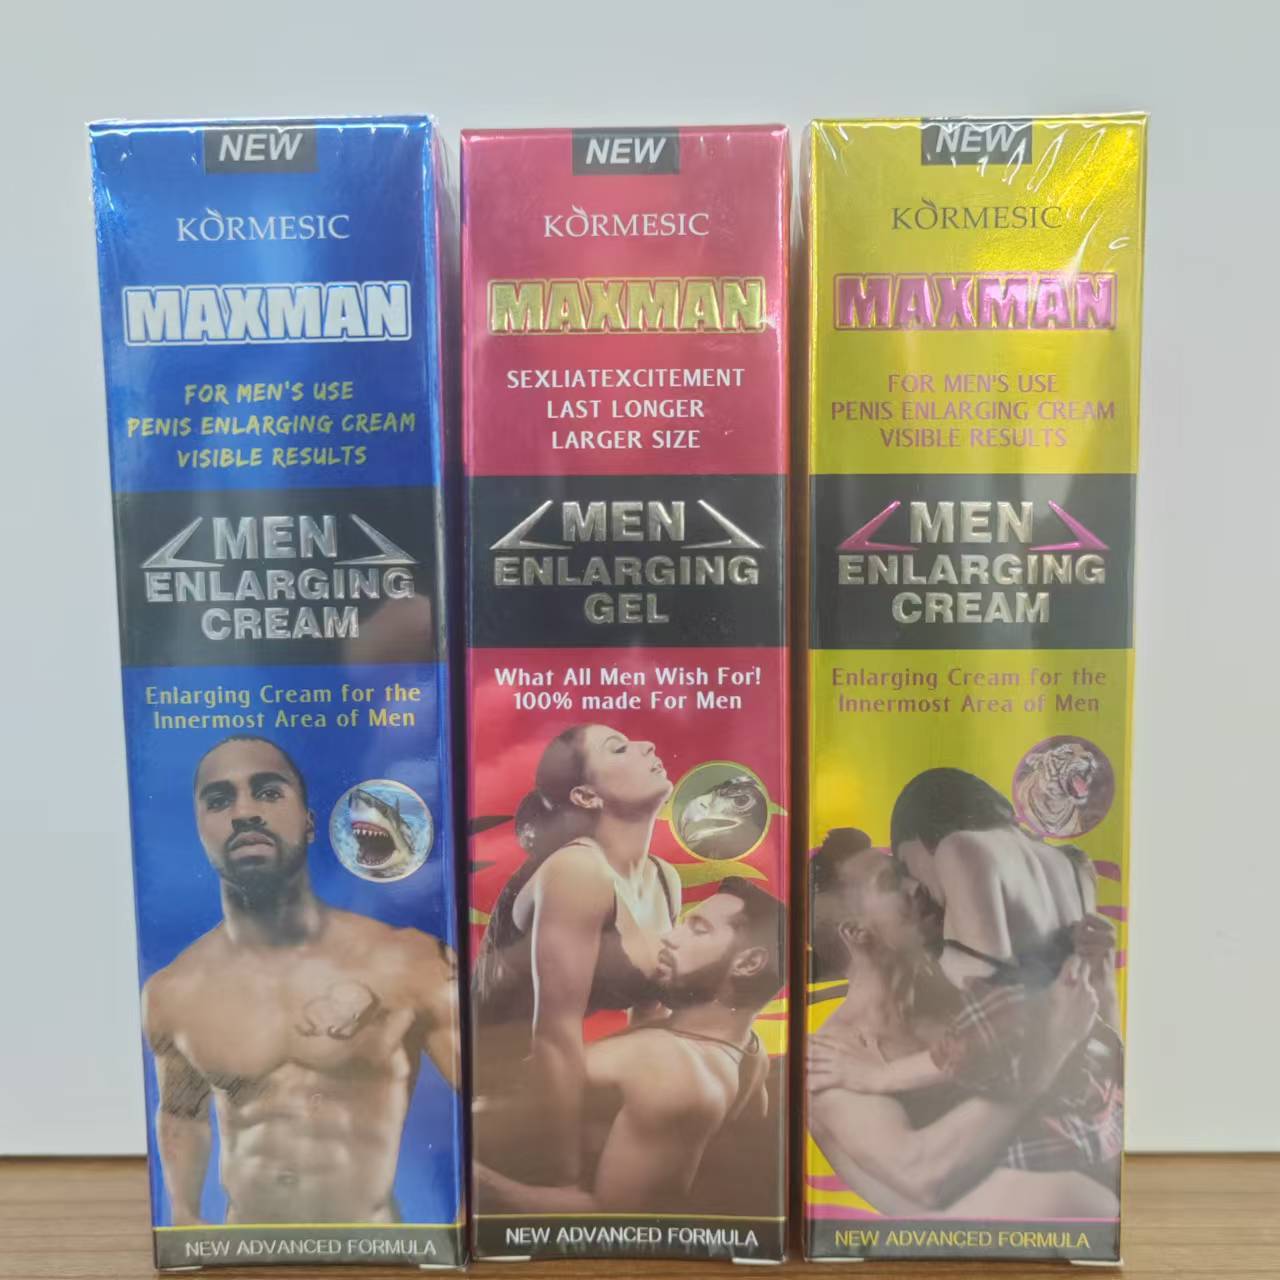 NEW
KORMESIC
MAXMAN
FOR MEN'S USE
PENIS ENLARGING CREAM
VISIBLE RESULTS
MEN
ENLARGING
CREAM
Enlarging Cream for the
Innermost Area of Men
NEW ADVANCED FORMULA
NEW
KORMESIC
MAXMAN
SEXLIATEXCITEMENT
LAST LONGER
LARGER SIZE
MEN
ENLARGING
GEL
What All Men Wish For!
100% made For Men
NEW ADVANCED FORMULA
NEW
KORMESIC
MAXMAN
FOR MEN'S USE
PENIS ENLARGING CREAM
VISIBLE RESULTS
MEN
ENLARGING
CREAM
Enlarging Cream for the
Innermost Area of Men
NEW ADVANCED FORMULA